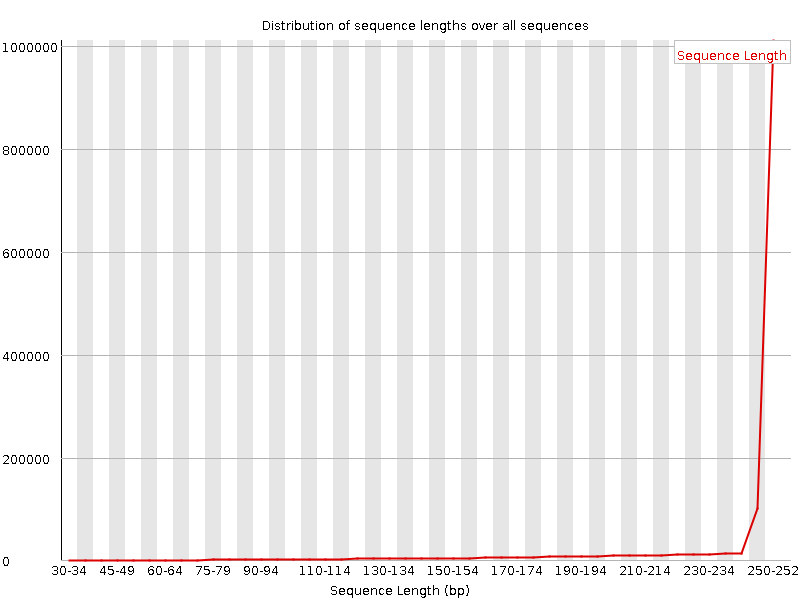 Distribution of sequence lengths over all sequences
Sequence Length
1000000
800000
600000
400000
200000
0
30-34 45-49 60-64 75-79 90-94 110-114 130-134 150-154 170-174 190-194 210-214 230-234 250-252
Sequence Length (bp)